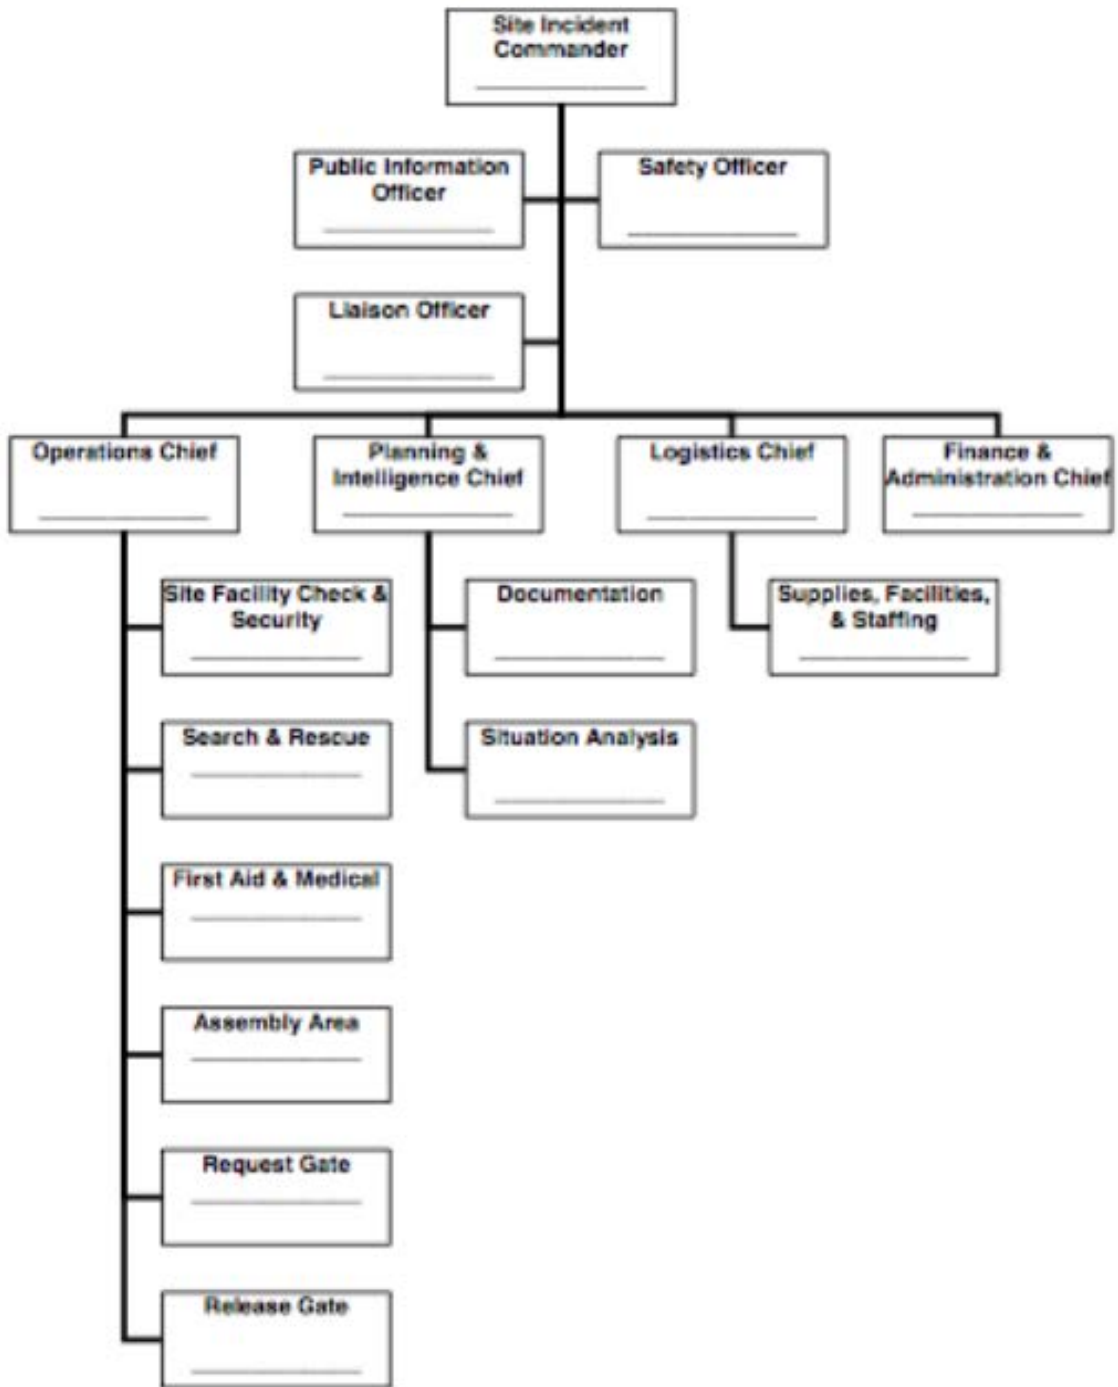 Site Incident
Commander
Public Information
Officer
Safety Officer
Liaison Officer
Operations Chief
Planning &
Intelligence Chief
Logistics Chief
Finance &
Administration Chief
Site Facility Check &
Security
Documentation
Supplies, Facilities,
& Staffing
Search & Rescue
Situation Analysis
First Aid & Medical
Assembly Area
Request Gate
Release Gate